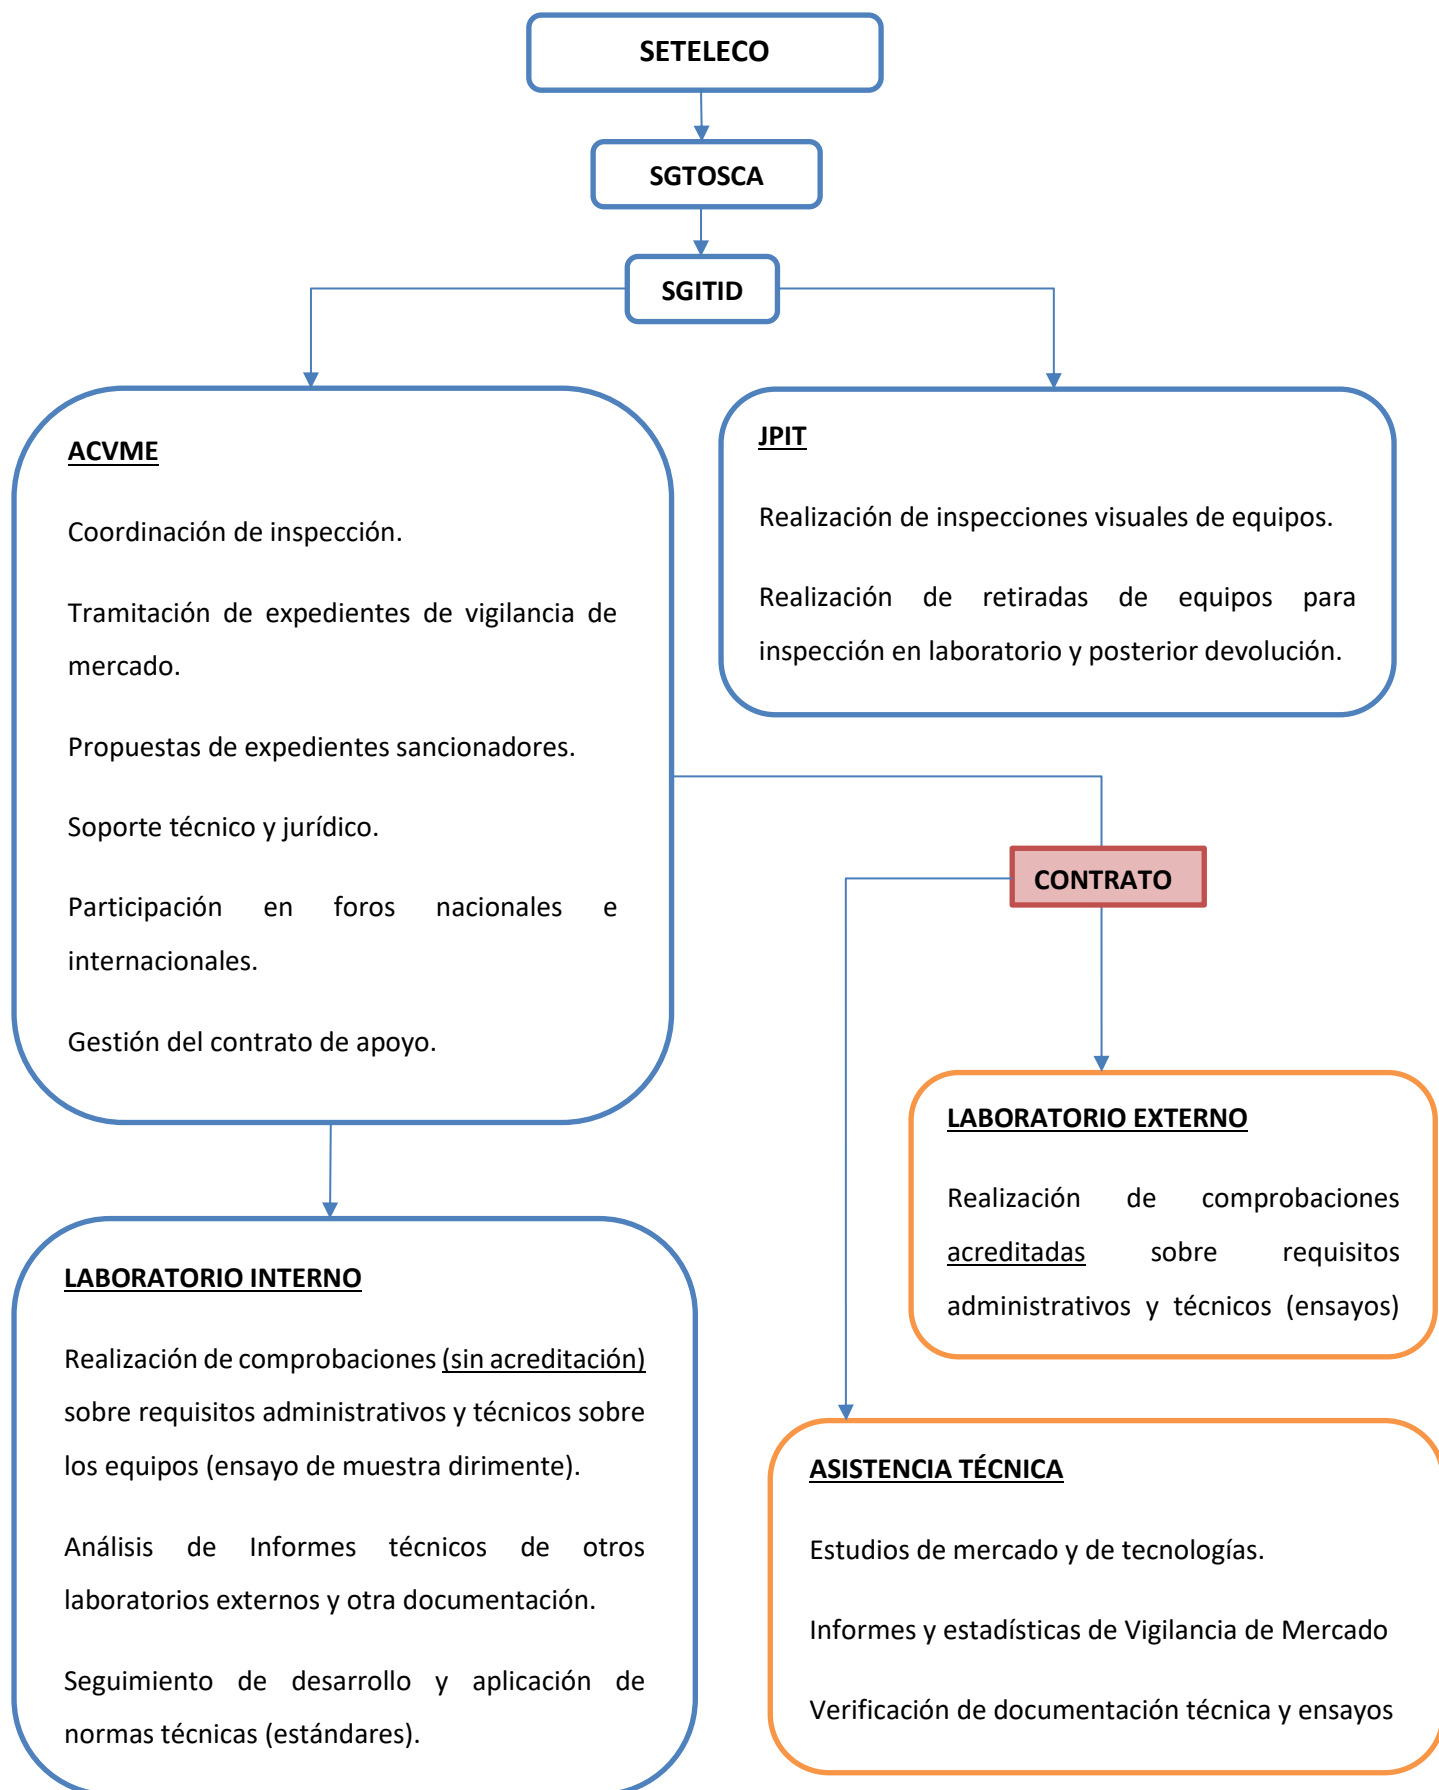 SETELECO
SGTOSCA
SGITID
ACVME
Coordinación de inspección.
Tramitación de expedientes de vigilancia de
mercado.
Propuestas de expedientes sancionadores.
Soporte técnico y jurídico.
Participación en foros nacionales e
internacionales.
Gestión del contrato de apoyo.
JPIT
Realización de inspecciones visuales de equipos.
Realización de retiradas de equipos para
inspección en laboratorio y posterior devolución.
CONTRATO
LABORATORIO EXTERNO
Realización de comprobaciones
acreditadas sobre requisitos
administrativos y técnicos (ensayos)
LABORATORIO INTERNO
Realización de comprobaciones (sin acreditación)
sobre requisitos administrativos y técnicos sobre
los equipos (ensayo de muestra dirimente).
Análisis de Informes técnicos de otros
laboratorios externos y otra documentación.
Seguimiento de desarrollo y aplicación de
normas técnicas (estándares).
ASISTENCIA TÉCNICA
Estudios de mercado y de tecnologías.
Informes y estadísticas de Vigilancia de Mercado
Verificación de documentación técnica y ensayos